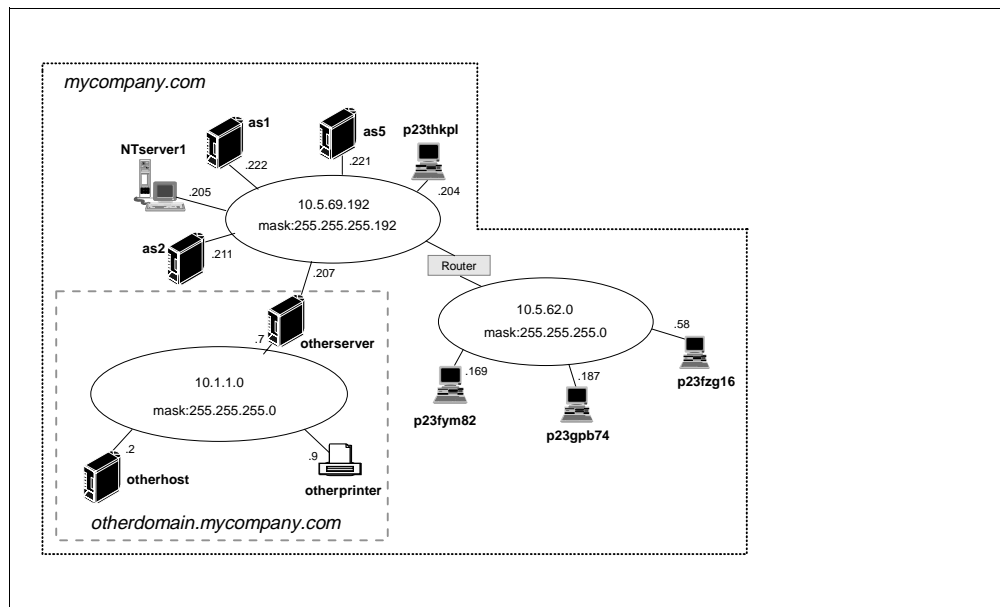 mycompany.com
as1
as5
p23thkpl
NTserver1
.222
.221
.204
.205
10.5.69.192
mask:255.255.255.192
as2
.211
.207
Router
otherserver
.7
10.5.62.0
mask:255.255.255.0
.58
p23fzg16
.169
p23fym82
.187
p23gpb74
10.1.1.0
mask:255.255.255.0
.2
otherhost
.9
otherprinter
otherdomain.mycompany.com